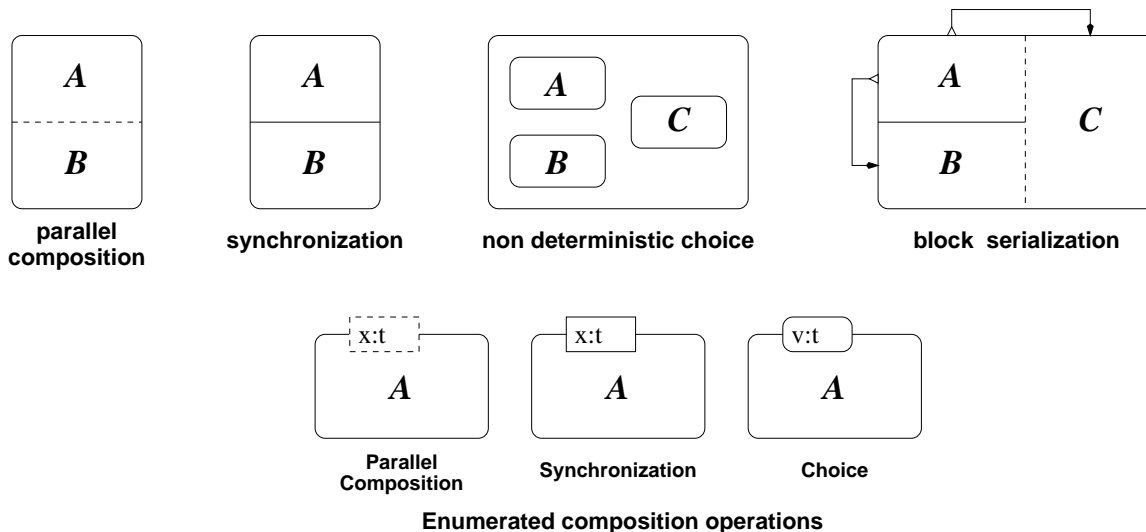 A
B
parallel
composition
A
B
synchronization
A
B
C
non deterministic choice
A
B
C
block serialization
x:t
A
Parallel
Composition
x:t
A
Synchronization
v:t
A
Choice
Enumerated composition operations